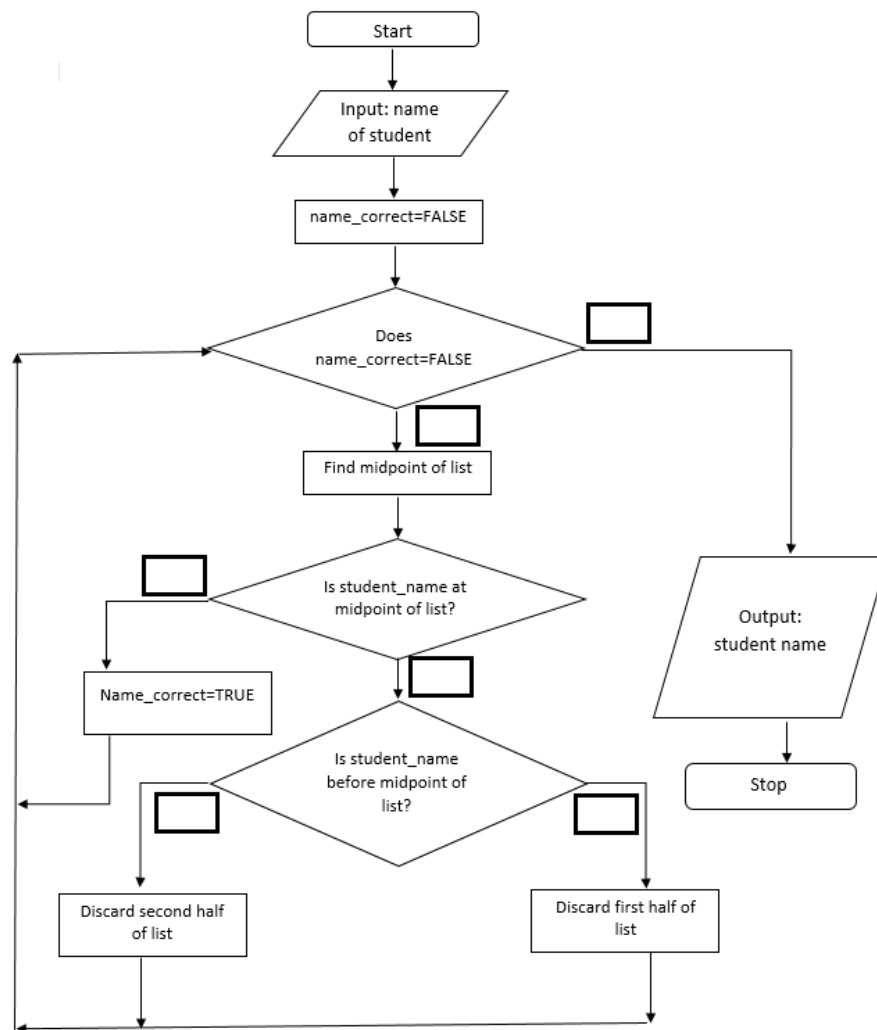 Start
Input: name
of student
name_correct=FALSE
Does
name_correct=FALSE
Find midpoint of list
Is student_name at
midpoint of list?
Output:
student name
Name_correct=TRUE
Is student_name
before midpoint of
list?
Stop
Discard second half
of list
Discard first half of
list